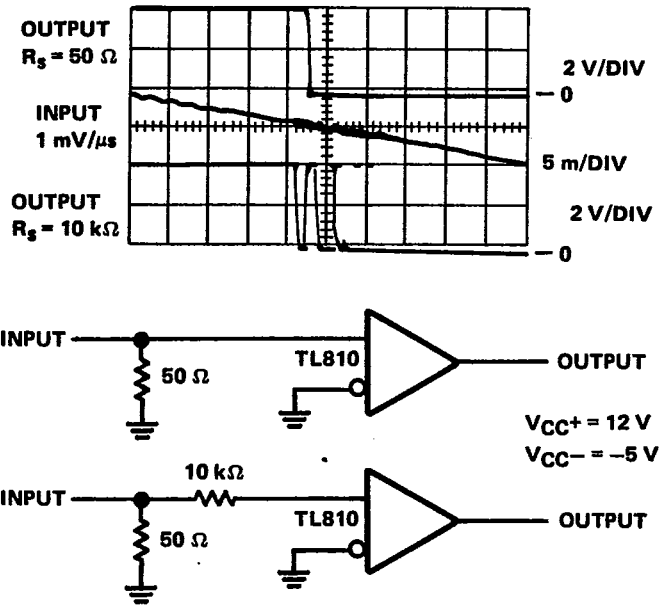 OUTPUT
RS = 50 Ω
2 V/DIV
0
INPUT
1 mV/μs
5 m/DIV
OUTPUT
RS = 10 kΩ
2 V/DIV
0
INPUT
50 Ω
TL810
OUTPUT
VCC+ = 12 V
VCC− = −5 V
10 kΩ
INPUT
50 Ω
TL810
OUTPUT